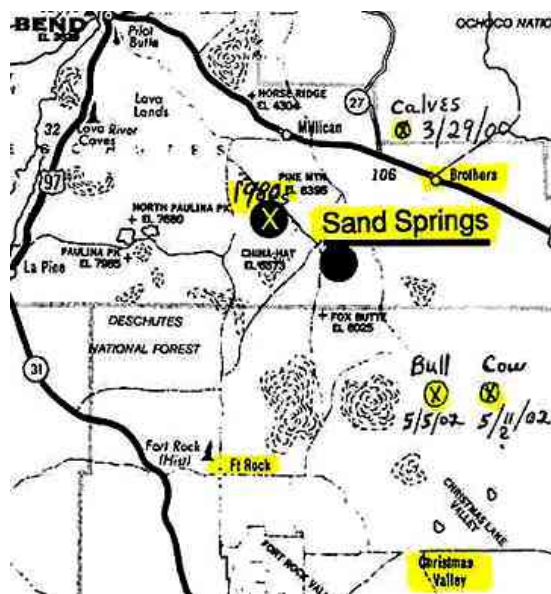 BEND
Pilot
Butte
OCHOCO NATIO
Lava
Lands
HORSE RIDGE
EL 4304
27
Calves
3/29/00
32
Lava River
Caves
Millican
97
1980s
PINE MTN
EL 6395
106
Brothers
X
NORTH PAULINA PK
EL 7680
Sand Springs
PAULINA PK
EL 7985
La Pine
CHINA HAT
EL 6573
DESCHUTES
NATIONAL FOREST
FOX BUTTE
EL 6025
31
Bull
Cow
X
X
5/5/02
5/11/02
?
Fort Rock
(Hist)
Ft Rock
CHRISTMAS LAKE
VALLEY
FORT ROCK VAL
Christmas
Valley